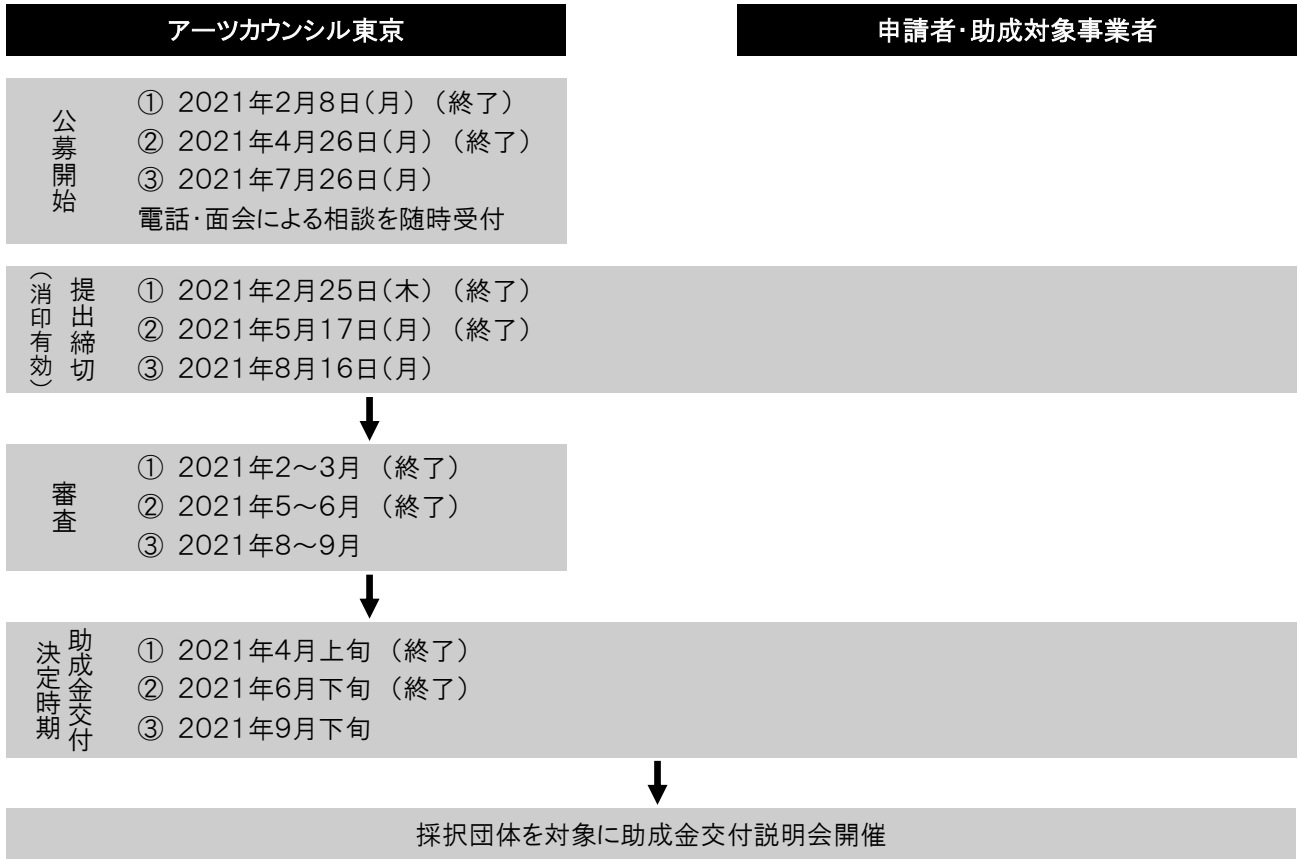 アーツカウンシル東京
申請者・助成対象事業者
公募開始
① 2021年2月8日(月) (終了)
② 2021年4月26日(月) (終了)
③ 2021年7月26日(月)
電話・面会による相談を随時受付
提出締切
(消印有効)
① 2021年2月25日(木) (終了)
② 2021年5月17日(月) (終了)
③ 2021年8月16日(月)
審査
① 2021年2～3月 (終了)
② 2021年5～6月 (終了)
③ 2021年8～9月
助成金交付
決定時期
① 2021年4月上旬 (終了)
② 2021年6月下旬 (終了)
③ 2021年9月下旬
採択団体を対象に助成金交付説明会開催